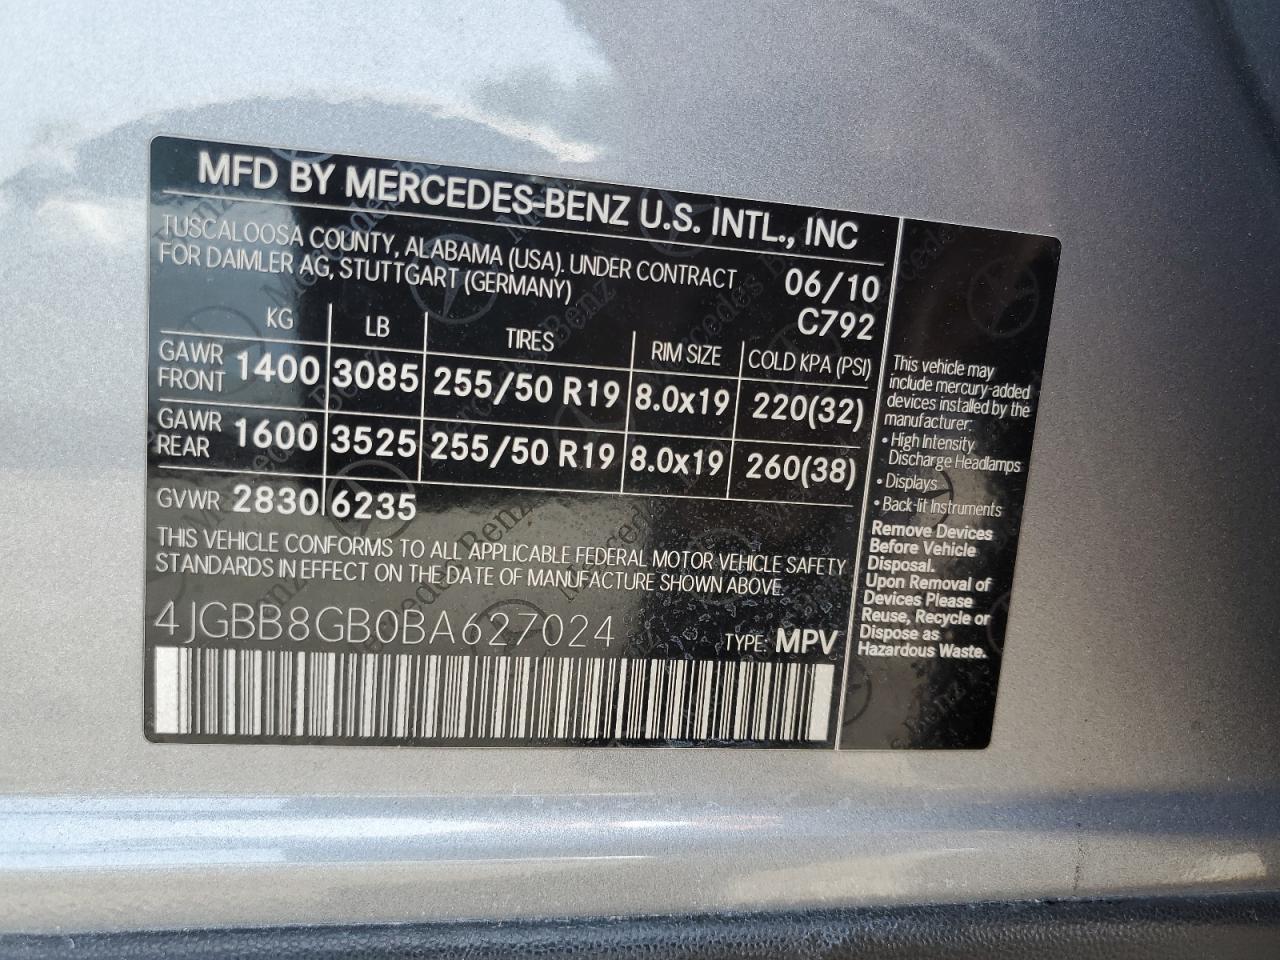 MFD BY MERCEDES-BENZ U.S. INTL., INC
TUSCALOOSA COUNTY, ALABAMA (USA). UNDER CONTRACT
FOR DAIMLER AG, STUTTGART (GERMANY)
06/10
C792
KG LB TIRES RIM SIZE COLD KPA (PSI)
GAWR FRONT 1400 3085 255/50 R19 8.0x19 220(32)
GAWR REAR 1600 3525 255/50 R19 8.0x19 260(38)
GVWR 2830 6235
THIS VEHICLE CONFORMS TO ALL APPLICABLE FEDERAL MOTOR VEHICLE SAFETY
STANDARDS IN EFFECT ON THE DATE OF MANUFACTURE SHOWN ABOVE.
4JGBB8GB0BA627024 TYPE: MPV
This vehicle may
include mercury-added
devices installed by the
manufacturer:
• High Intensity
Discharge Headlamps
• Displays
• Back-lit Instruments
Remove Devices
Before Vehicle
Disposal.
Upon Removal of
Devices Please
Reuse, Recycle or
Dispose as
Hazardous Waste.